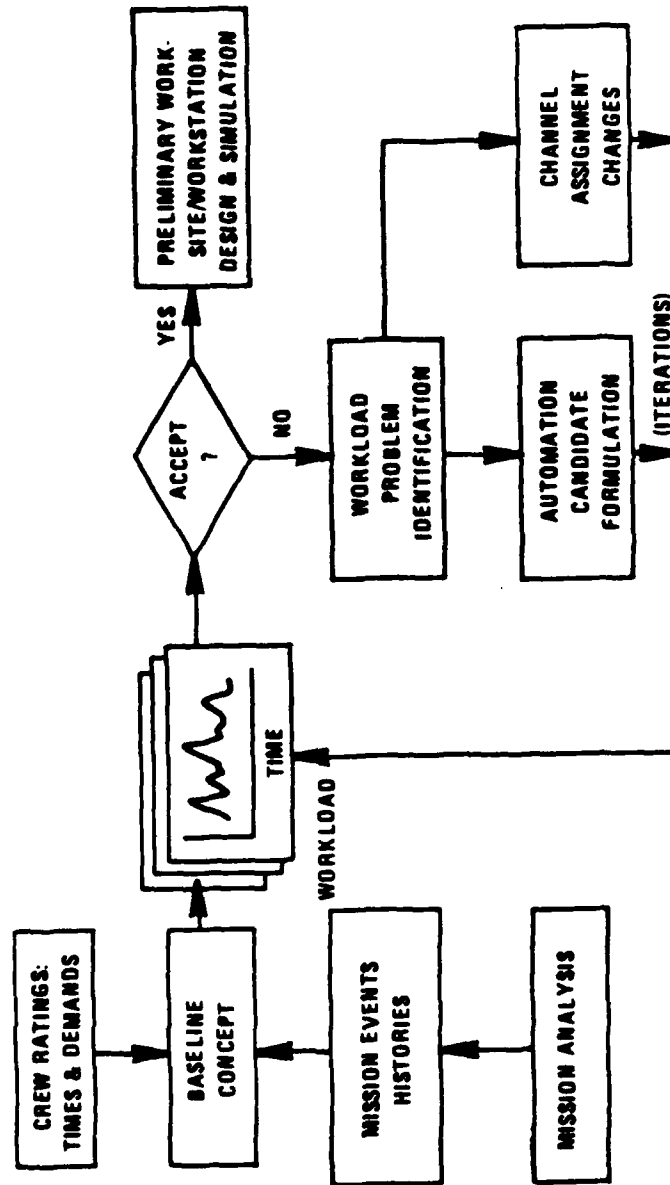 CREW RATINGS:
TIMES & DEMANDS
BASELINE
CONCEPT
MISSION EVENTS
HISTORIES
MISSION ANALYSIS
TIME
WORKLOAD
ACCEPT
?
YES
PRELIMINARY WORK-
SITE/WORKSTATION
DESIGN & SIMULATION
NO
WORKLOAD
PROBLEM
IDENTIFICATION
AUTOMATION
CANDIDATE
FORMULATION
CHANNEL
ASSIGNMENT
CHANGES
(ITERATIONS)